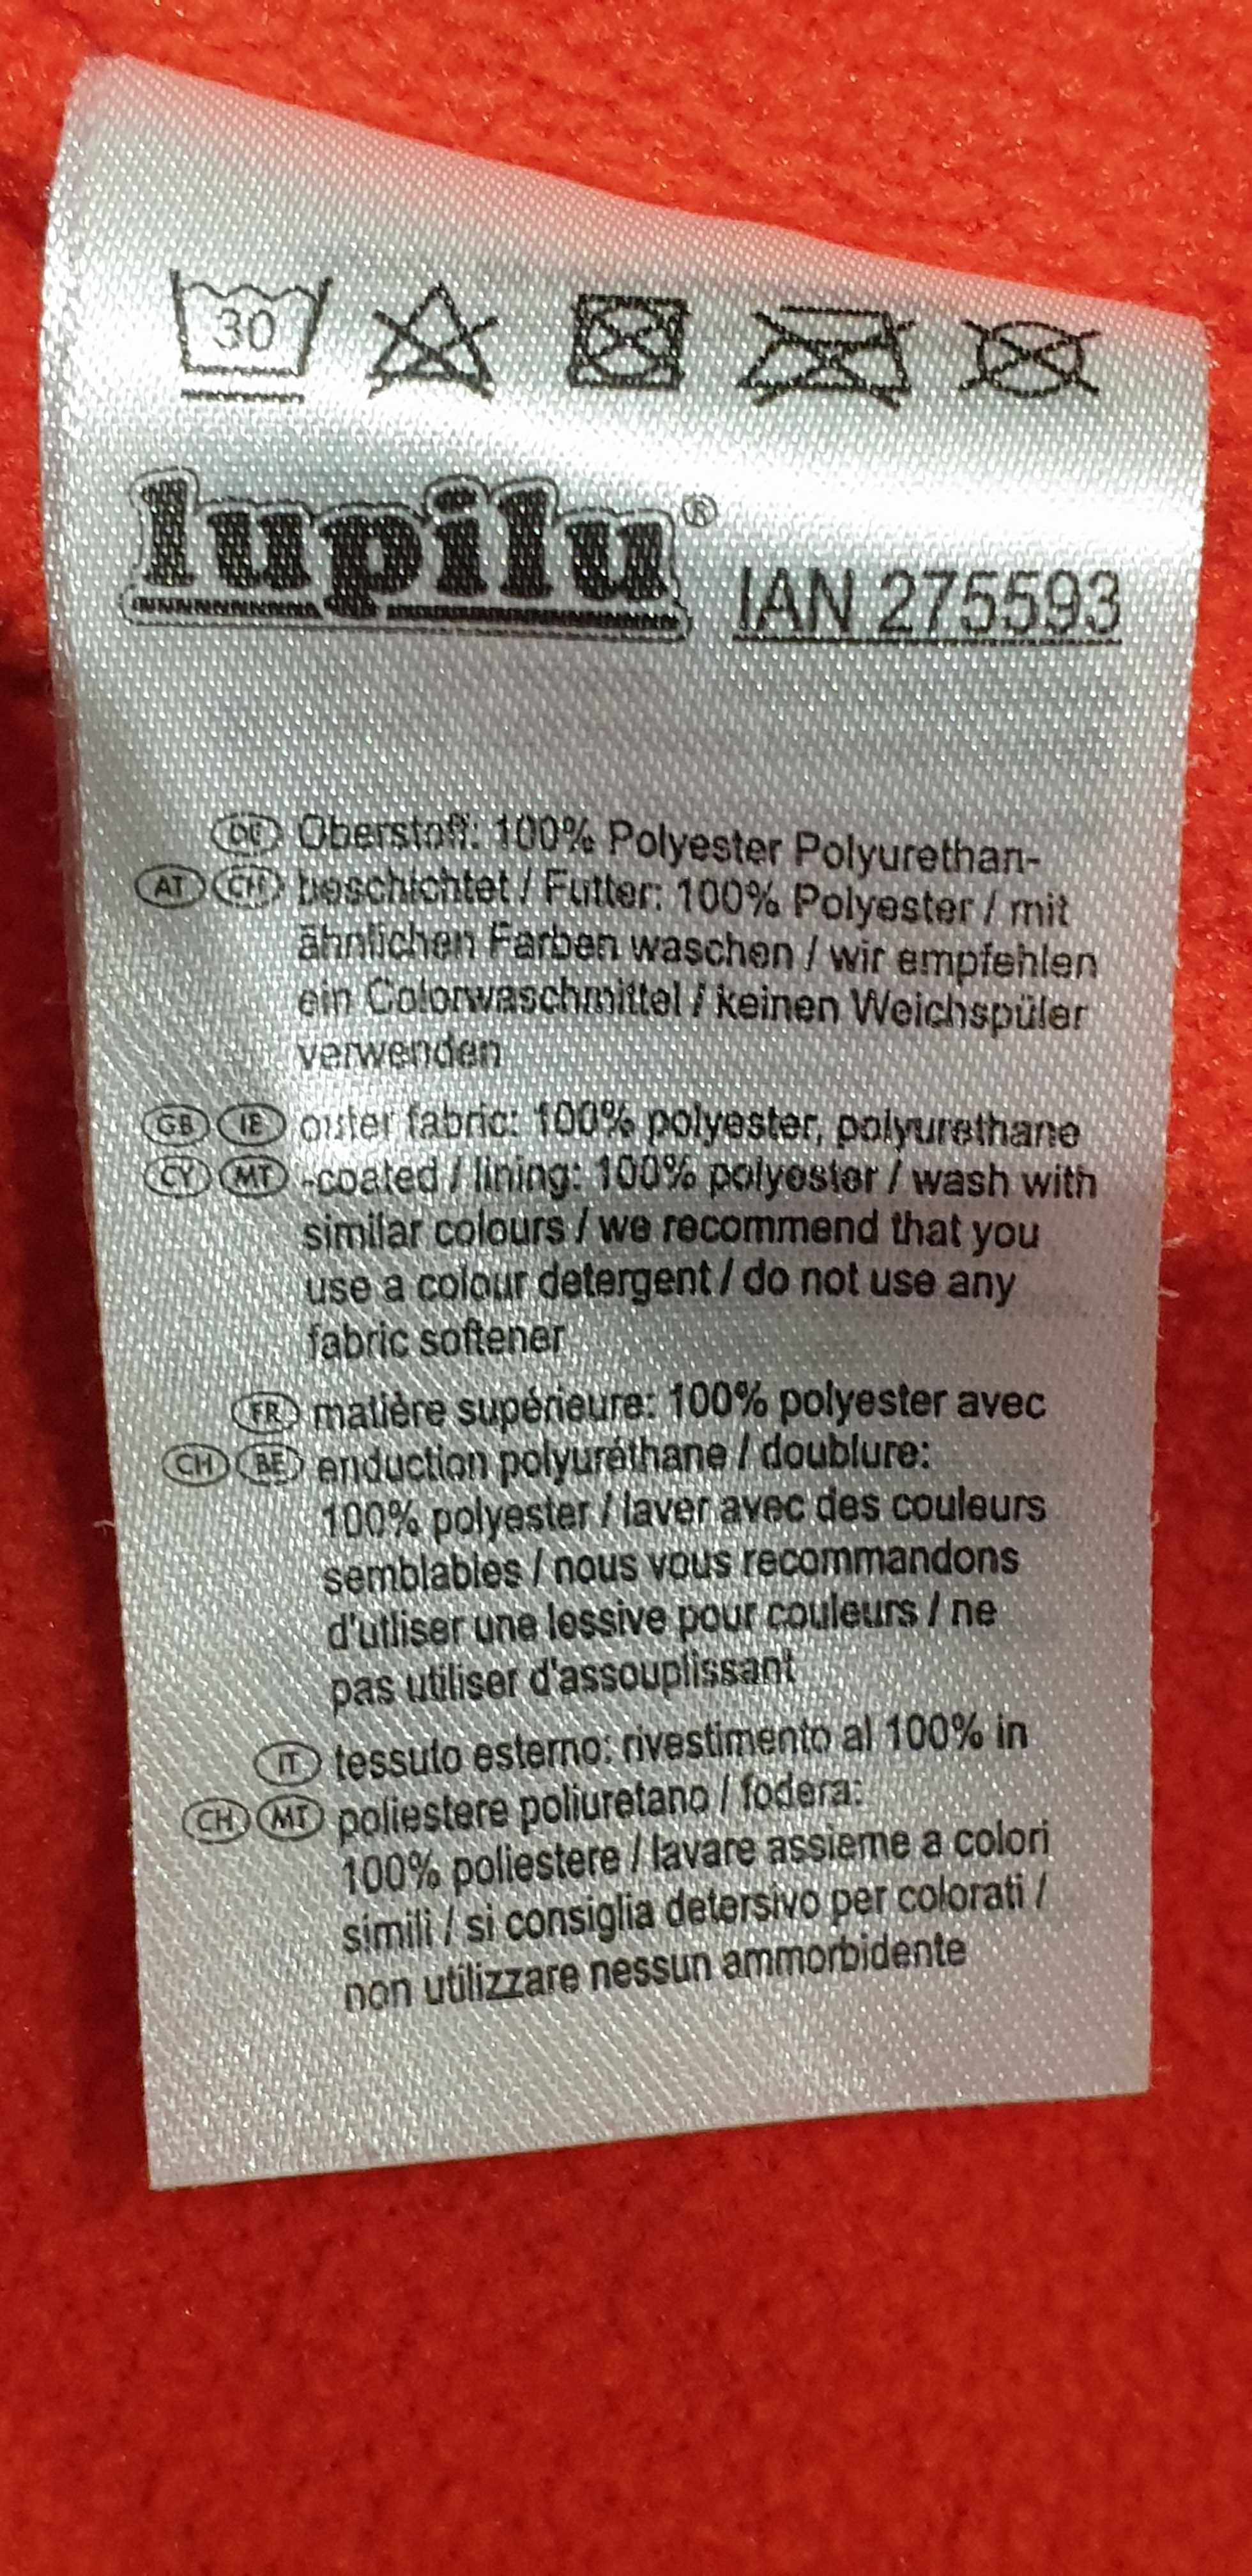 30
lupilu®
IAN 275593
DE Oberstoff: 100% Polyester Polyurethan-
AT CH beschichtet / Futter: 100% Polyester / mit
ähnlichen Farben waschen / wir empfehlen
ein Colorwaschmittel / keinen Weichspüler
verwenden
GB IE outer fabric: 100% polyester, polyurethane
CY MT -coated / lining: 100% polyester / wash with
similar colours / we recommend that you
use a colour detergent / do not use any
fabric softener
FR matière supérieure: 100% polyester avec
CH BE enduction polyuréthane / doublure:
100% polyester / laver avec des couleurs
semblables / nous vous recommandons
d'utliser une lessive pour couleurs / ne
pas utiliser d'assouplissant
IT tessuto esterno: rivestimento al 100% in
CH MT poliestere poliuretano / fodera:
100% poliestere / lavare assieme a colori
simili / si consiglia detersivo per colorati /
non utilizzare nessun ammorbidente